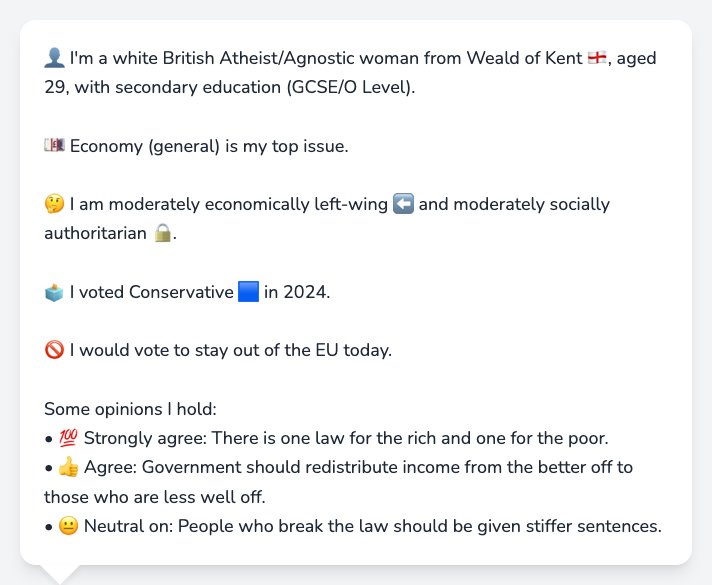 👤 I'm a white British Atheist/Agnostic woman from Weald of Kent 🏴󠁧󠁢󠁥󠁮󠁧󠁿, aged
29, with secondary education (GCSE/O Level).
💷 Economy (general) is my top issue.
🤔 I am moderately economically left-wing ⬅️ and moderately socially
authoritarian 🔒.
🗳️ I voted Conservative 🟦 in 2024.
🚫 I would vote to stay out of the EU today.
Some opinions I hold:
• 💯 Strongly agree: There is one law for the rich and one for the poor.
• 👍 Agree: Government should redistribute income from the better off to
those who are less well off.
• 😐 Neutral on: People who break the law should be given stiffer sentences.